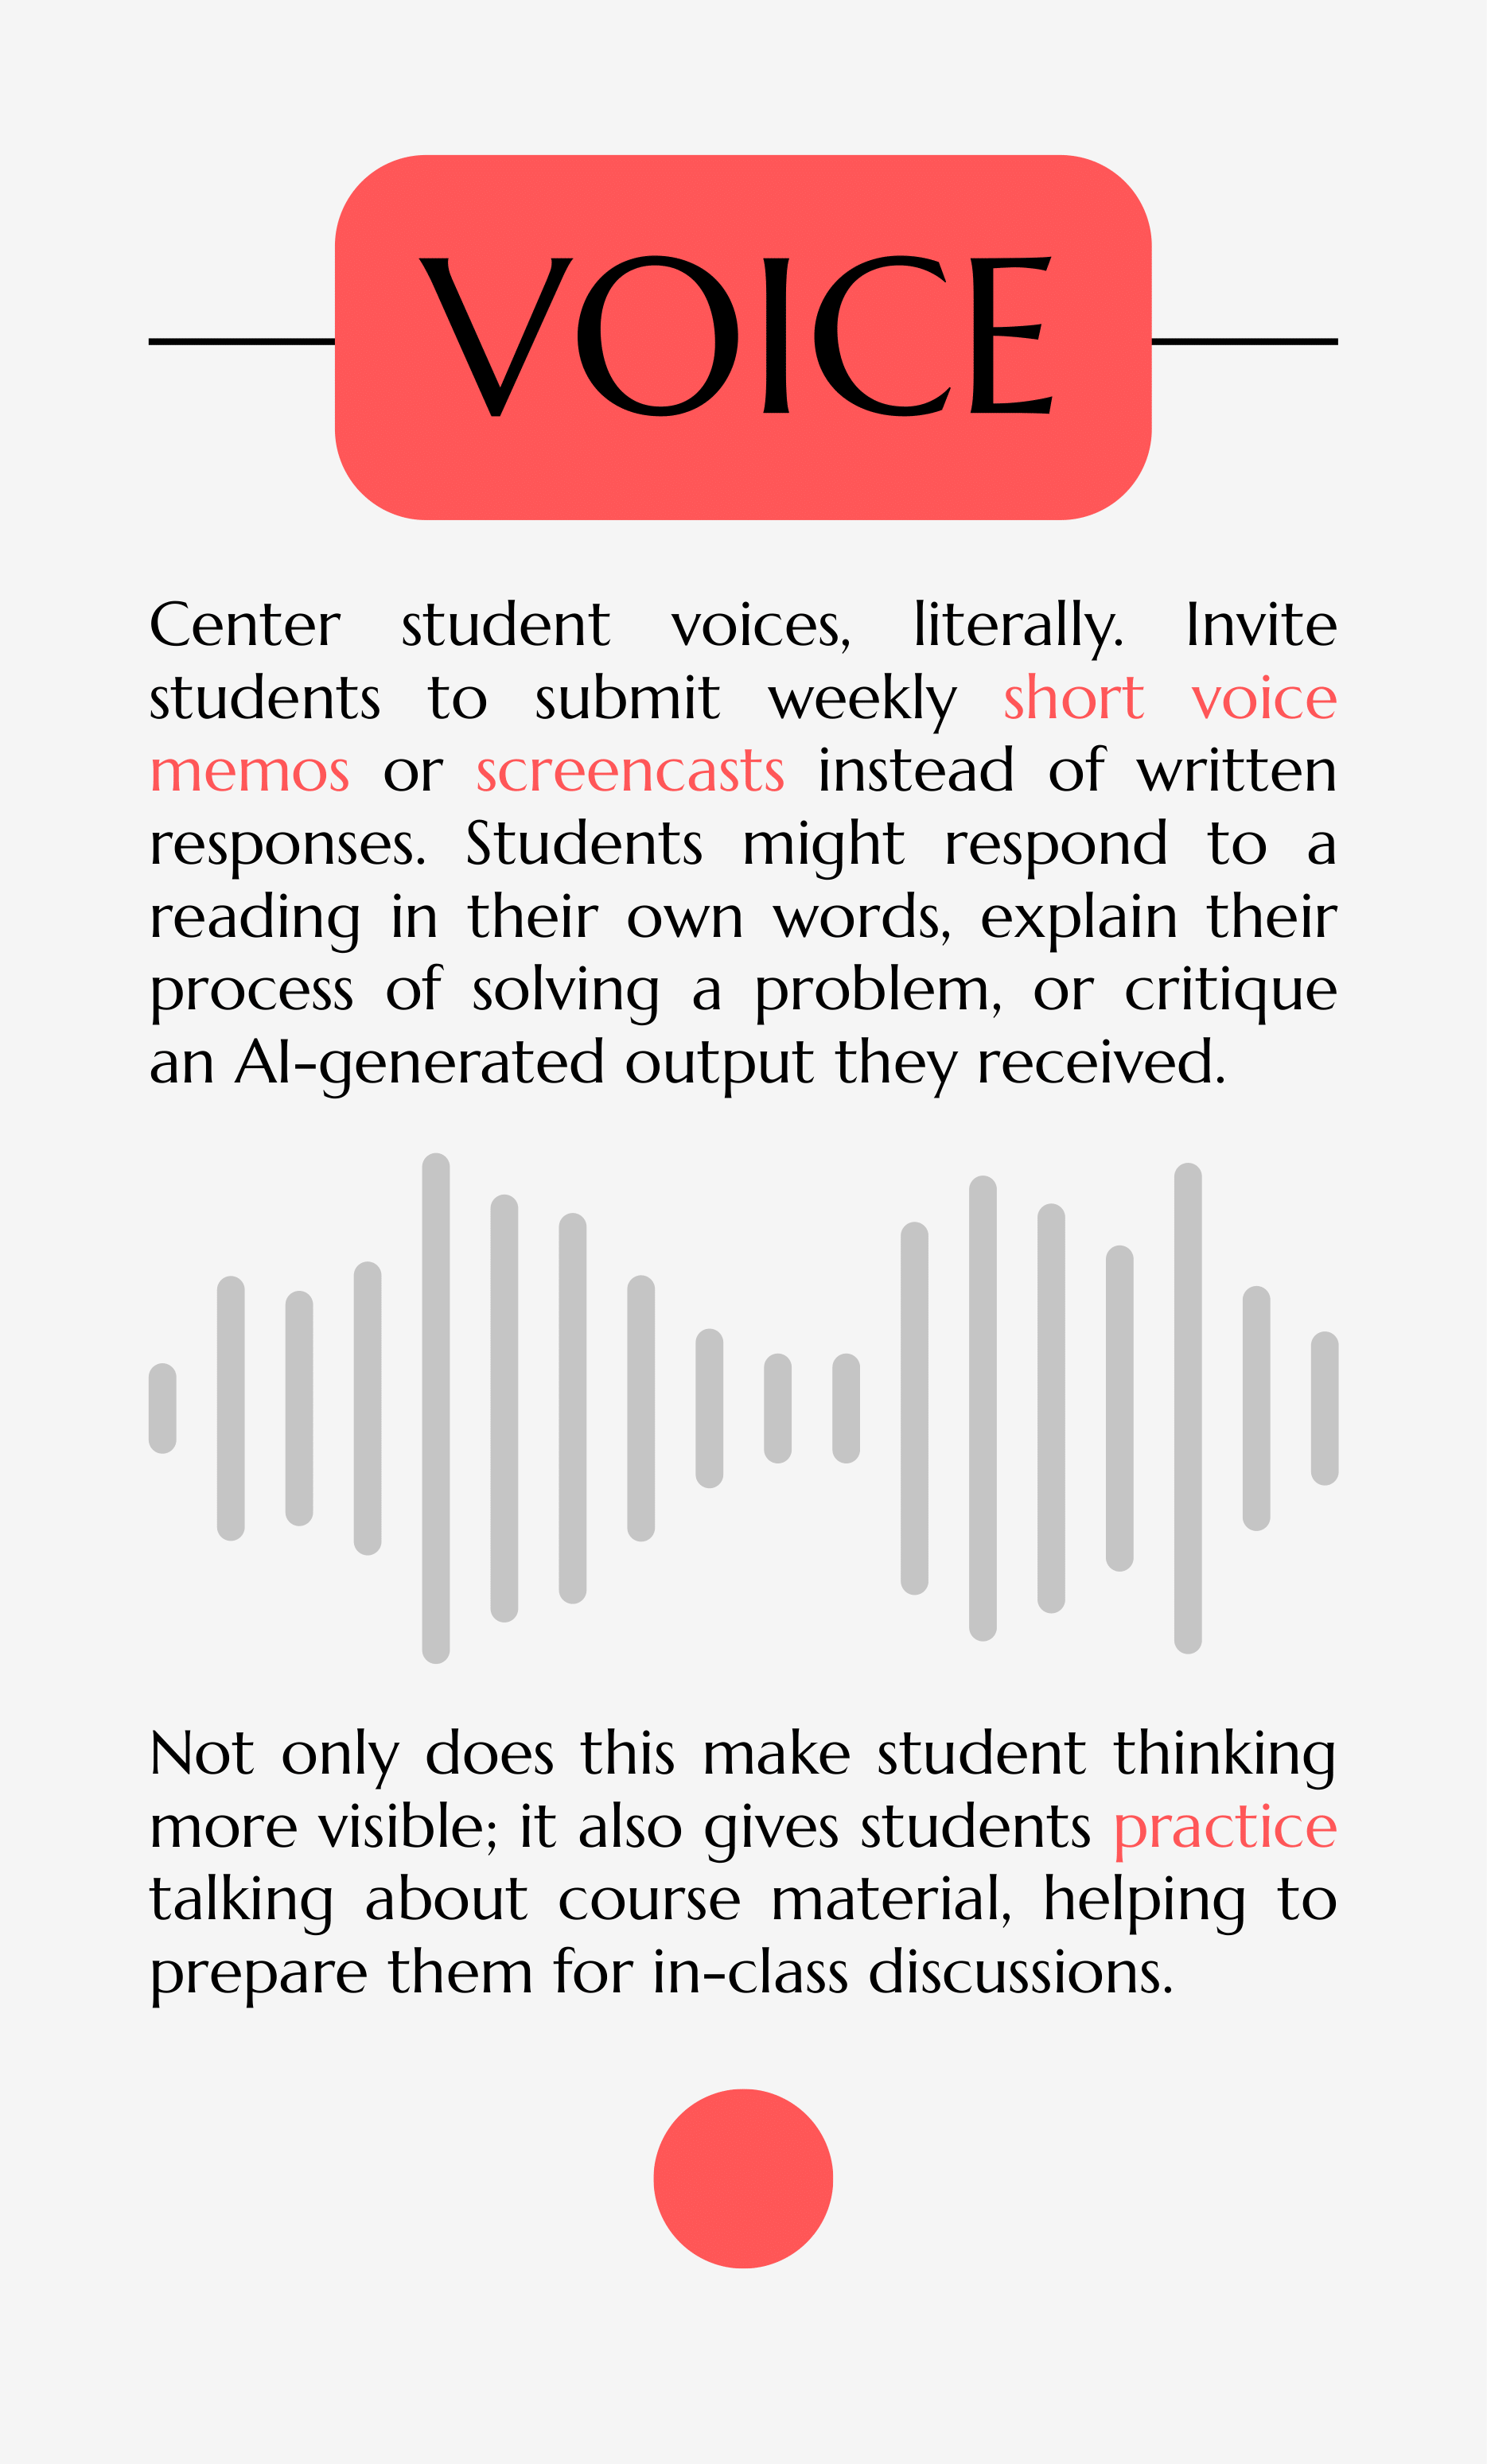 VOICE
Center student voices, literally. Invite
students to submit weekly short voice
memos or screencasts instead of written
responses. Students might respond to a
reading in their own words, explain their
process of solving a problem, or critique
an AI-generated output they received.
Not only does this make student thinking
more visible; it also gives students practice
talking about course material, helping to
prepare them for in-class discussions.